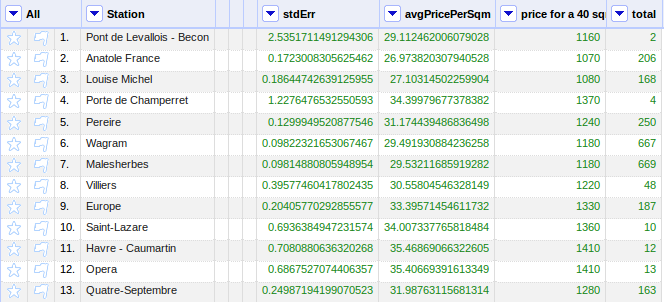 All Station stdErr avgPricePerSqm price for a 40 sq total
1. Pont de Levallois - Becon 2.5351711491294306 29.112462006079028 1160 2
2. Anatole France 0.1723008305625462 26.973820307940528 1070 206
3. Louise Michel 0.18644742639125955 27.10314502259904 1080 168
4. Porte de Champerret 1.2276476532550593 34.39979677378382 1370 4
5. Pereire 0.1299949520877546 31.174439486836498 1240 250
6. Wagram 0.09822321653067467 29.491930884236258 1180 667
7. Malesherbes 0.09814880805948954 29.53211685919282 1180 669
8. Villiers 0.3957746041780243​5 30.55804546328149 1220 48
9. Europe 0.20405770292855577 33.39571454611732 1330 187
10. Saint-Lazare 0.6936384947231574 34.007337765818484 1360 10
11. Havre - Caumartin 0.7080880636320268 35.46869066322605 1410 12
12. Opera 0.6867527074406357 35.40669391613349 1410 13
13. Quatre-Septembre 0.24987194199070523 31.98763115681314 1280 163